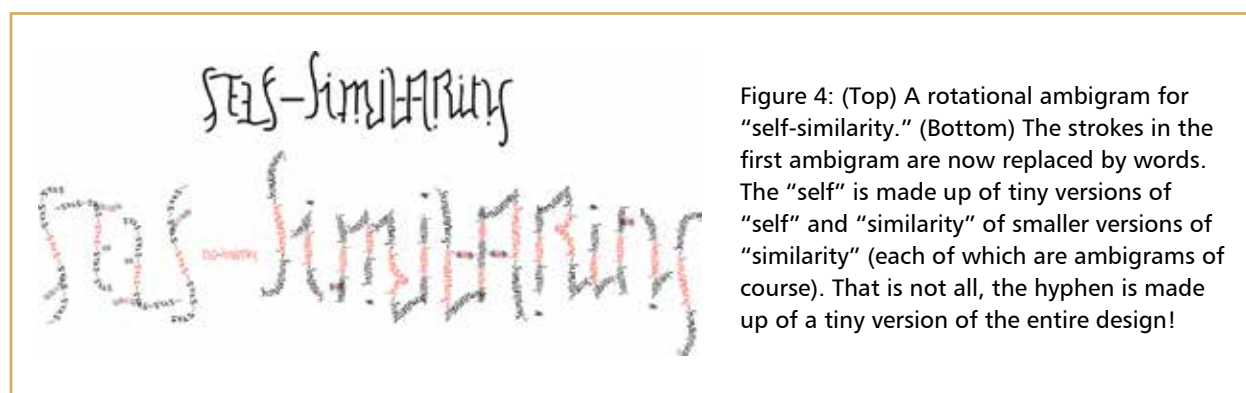 SELF-SIMILARITY
Figure 4: (Top) A rotational ambigram for
“self-similarity.” (Bottom) The strokes in the
first ambigram are now replaced by words.
The “self” is made up of tiny versions of
“self” and “similarity” of smaller versions of
“similarity” (each of which are ambigrams of
course). That is not all, the hyphen is made
up of a tiny version of the entire design!